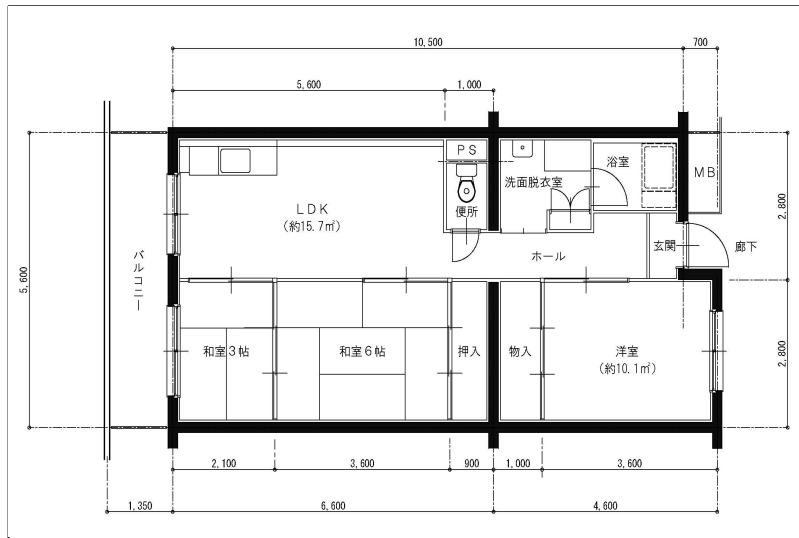 10,500
700
5,600
1,000
PS
浴室
MB
洗面脱衣室
LDK
(約15.7㎡)
便所
2,800
玄関
廊下
ホール
バルコニー
5,600
和室3帖
和室6帖
押入
物入
洋室
(約10.1㎡)
2,800
2,100
3,600
900
1,000
3,600
1,350
6,600
4,600